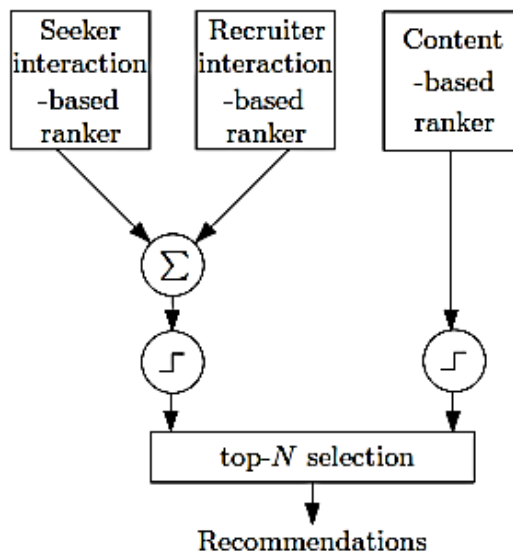 Seeker
interaction
-based
ranker
Recruiter
interaction
-based
ranker
Content
-based
ranker
Σ
top-N selection
Recommendations